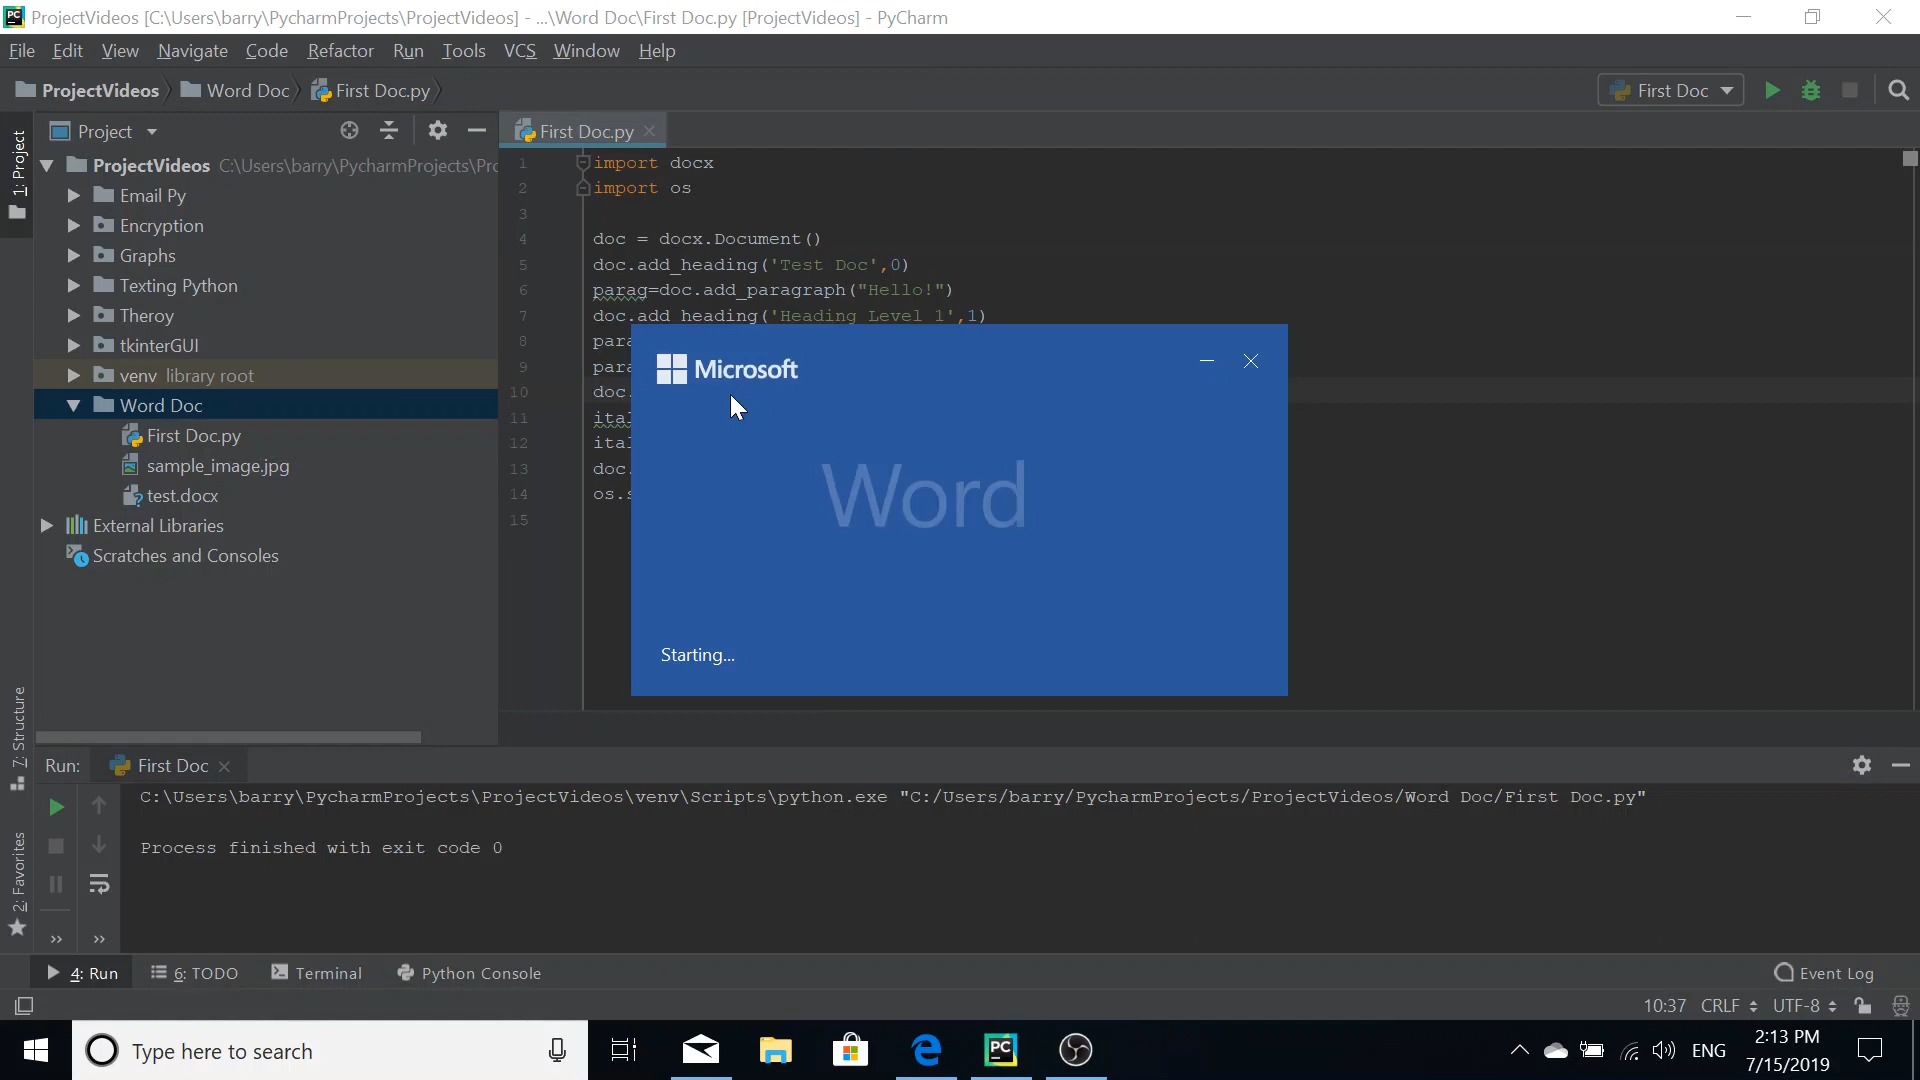 ProjectVideos [C:\Users\barry\PycharmProjects\ProjectVideos] - ...\Word Doc\First Doc.py [ProjectVideos] - PyCharm
File Edit View Navigate Code Refactor Run Tools VCS Window Help
ProjectVideos Word Doc First Doc.py
First Doc
1: Project
Project
First Doc.py
ProjectVideos C:\Users\barry\PycharmProjects\Pro
Email Py
Encryption
Graphs
Texting Python
Theroy
tkinterGUI
venv library root
Word Doc
First Doc.py
sample_image.jpg
test.docx
External Libraries
Scratches and Consoles
1 import docx
2 import os
3
4 doc = docx.Document()
5 doc.add_heading('Test Doc',0)
6 parag=doc.add_paragraph("Hello!")
7 doc.add heading('Heading Level 1',1)
8 para
9 para
10 doc.
11 ital
12 ital
13 doc.
14 os.s
15
Microsoft
Word
Starting...
7: Structure
2: Favorites
Run: First Doc
C:\Users\barry\PycharmProjects\ProjectVideos\venv\Scripts\python.exe "C:/Users/barry/PycharmProjects/ProjectVideos/Word Doc/First Doc.py"
Process finished with exit code 0
4: Run 6: TODO Terminal Python Console Event Log
10:37 CRLF UTF-8
Type here to search
PC
ENG
2:13 PM
7/15/2019